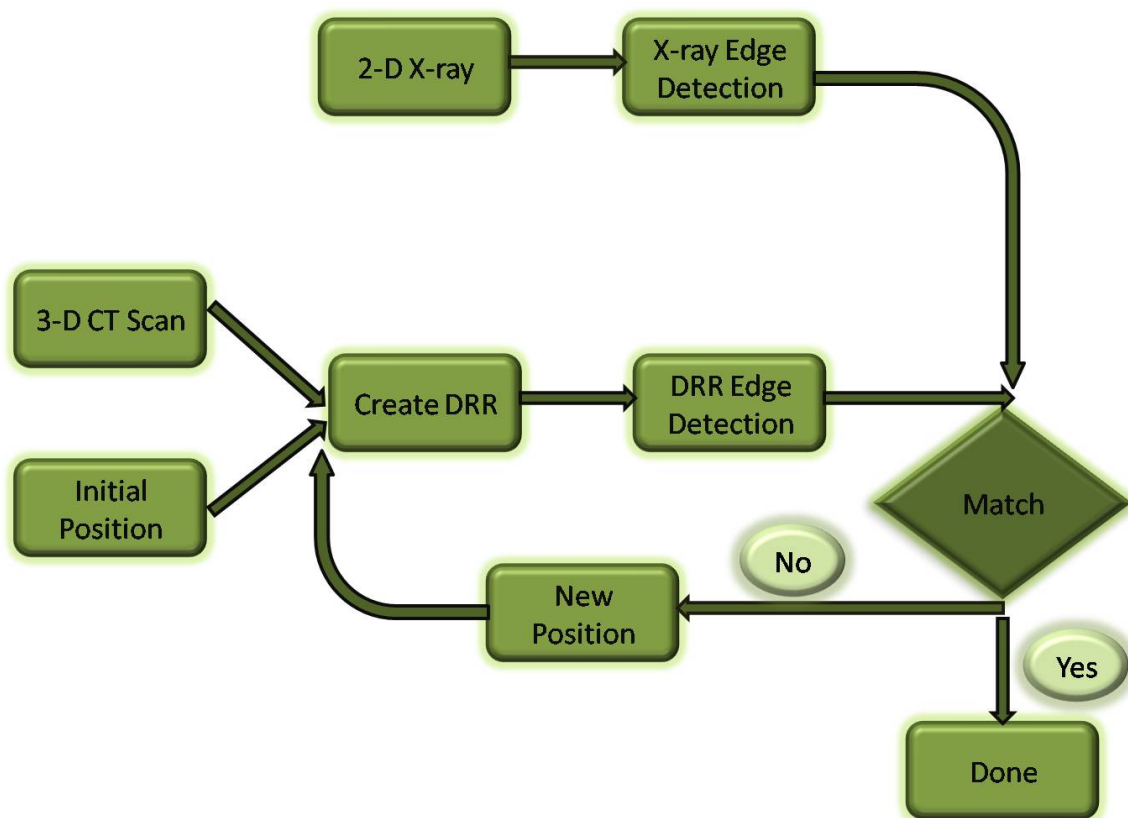 2-D X-ray
X-ray Edge
Detection
3-D CT Scan
Create DRR
DRR Edge
Detection
Initial
Position
Match
No
New
Position
Yes
Done